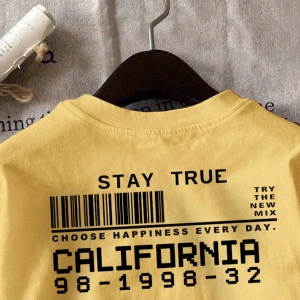 STAY TRUE
TRY
THE
NEW
MIX
CHOOSE HAPPINESS EVERY DAY.
CALIFORNIA
98-1998-32